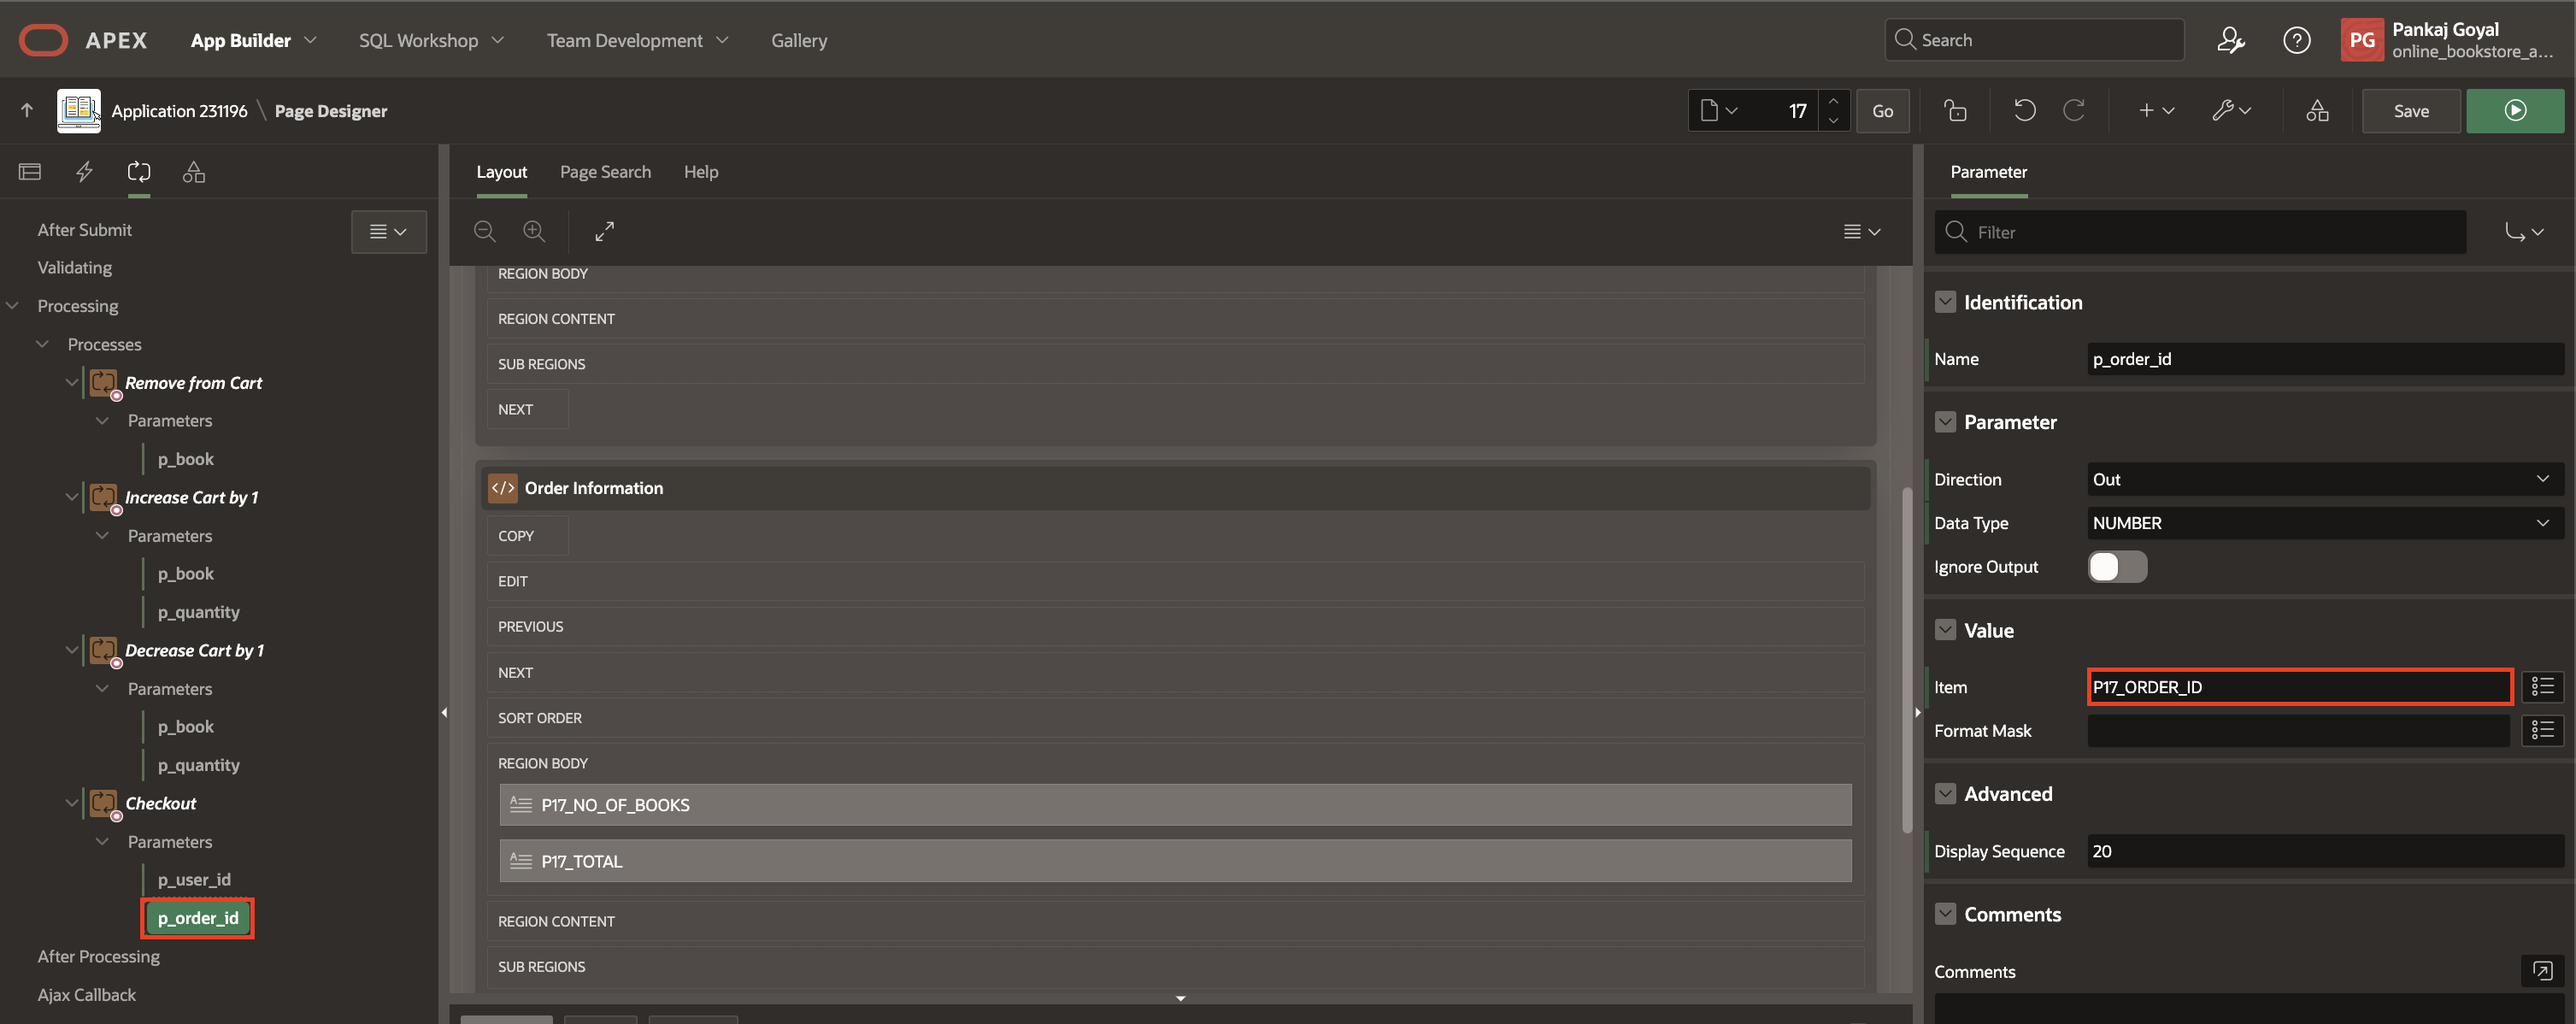 APEX
App Builder
SQL Workshop
Team Development
Gallery
Search
PG
Pankaj Goyal
online_bookstore_a...
Application 231196 \ Page Designer
17
Go
Save
After Submit
Validating
Processing
Processes
Remove from Cart
Parameters
p_book
Increase Cart by 1
Parameters
p_book
p_quantity
Decrease Cart by 1
Parameters
p_book
p_quantity
Checkout
Parameters
p_user_id
p_order_id
After Processing
Ajax Callback
Layout
Page Search
Help
REGION BODY
REGION CONTENT
SUB REGIONS
NEXT
Order Information
COPY
EDIT
PREVIOUS
NEXT
SORT ORDER
REGION BODY
P17_NO_OF_BOOKS
P17_TOTAL
REGION CONTENT
SUB REGIONS
Parameter
Filter
Identification
Name p_order_id
Parameter
Direction Out
Data Type NUMBER
Ignore Output
Value
Item P17_ORDER_ID
Format Mask
Advanced
Display Sequence 20
Comments
Comments